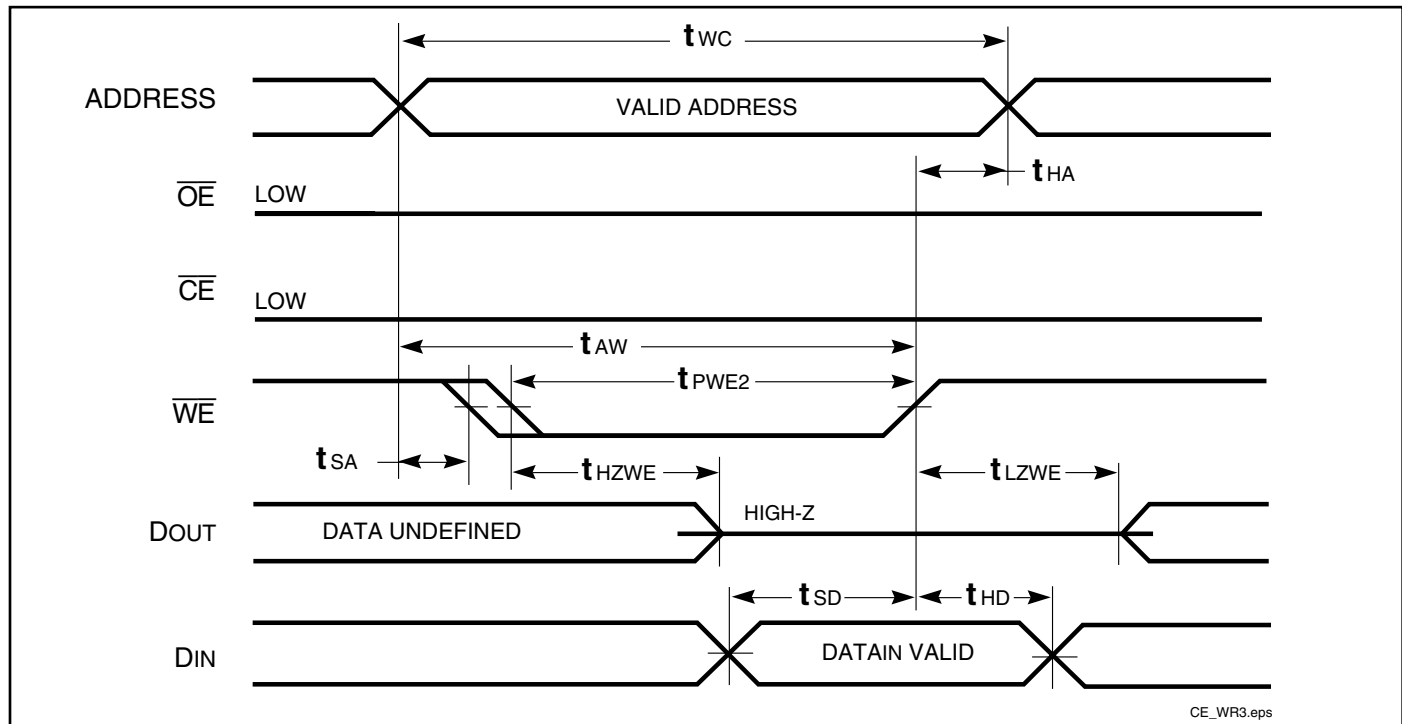 tWC
ADDRESS
VALID ADDRESS
tHA
OE
LOW
CE
LOW
tAW
tPWE2
WE
tSA
tHZWE
tLZWE
DOUT
DATA UNDEFINED
HIGH-Z
tSD
tHD
DIN
DATAIN VALID
CE_WR3.eps